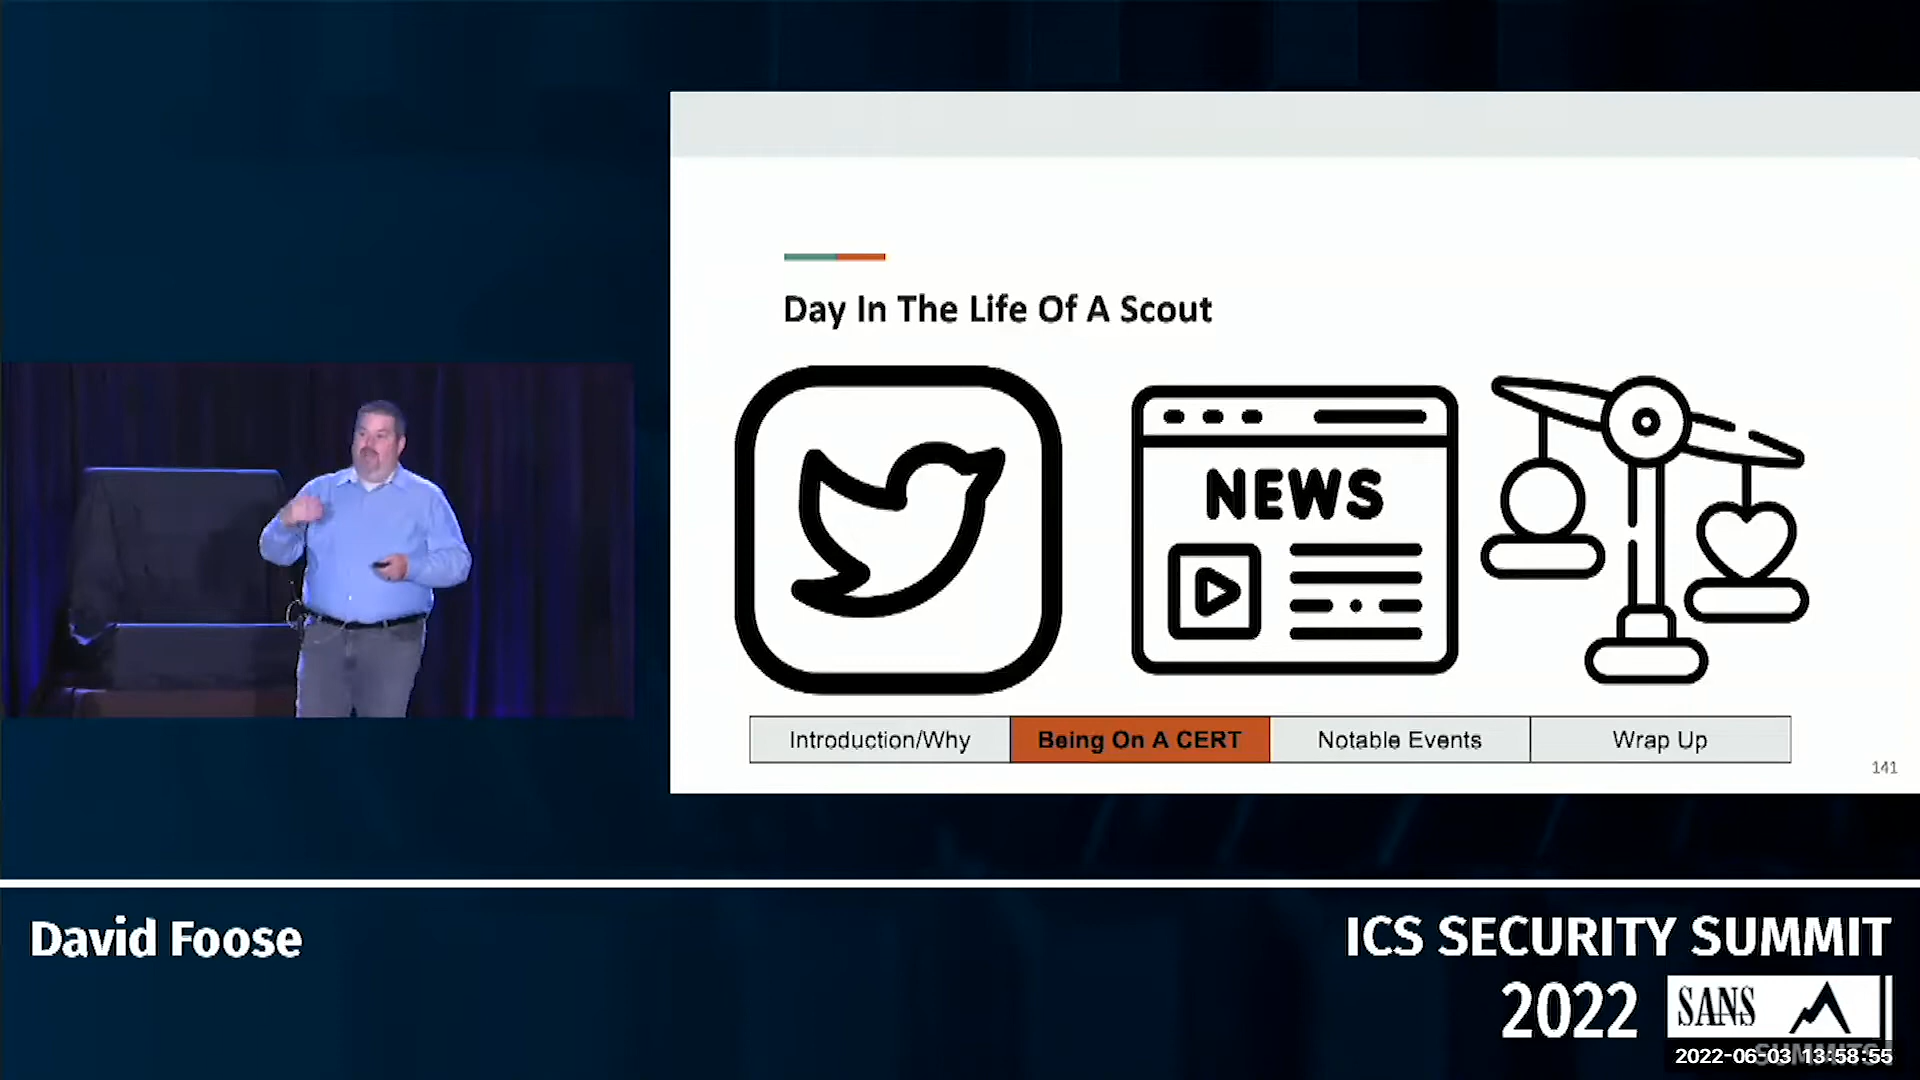 Day In The Life Of A Scout
NEWS
Introduction/Why
Being On A CERT
Notable Events
Wrap Up
141
David Foose
ICS SECURITY SUMMIT
2022
SANS
SUMMITS
2022-06-03 13:58:55